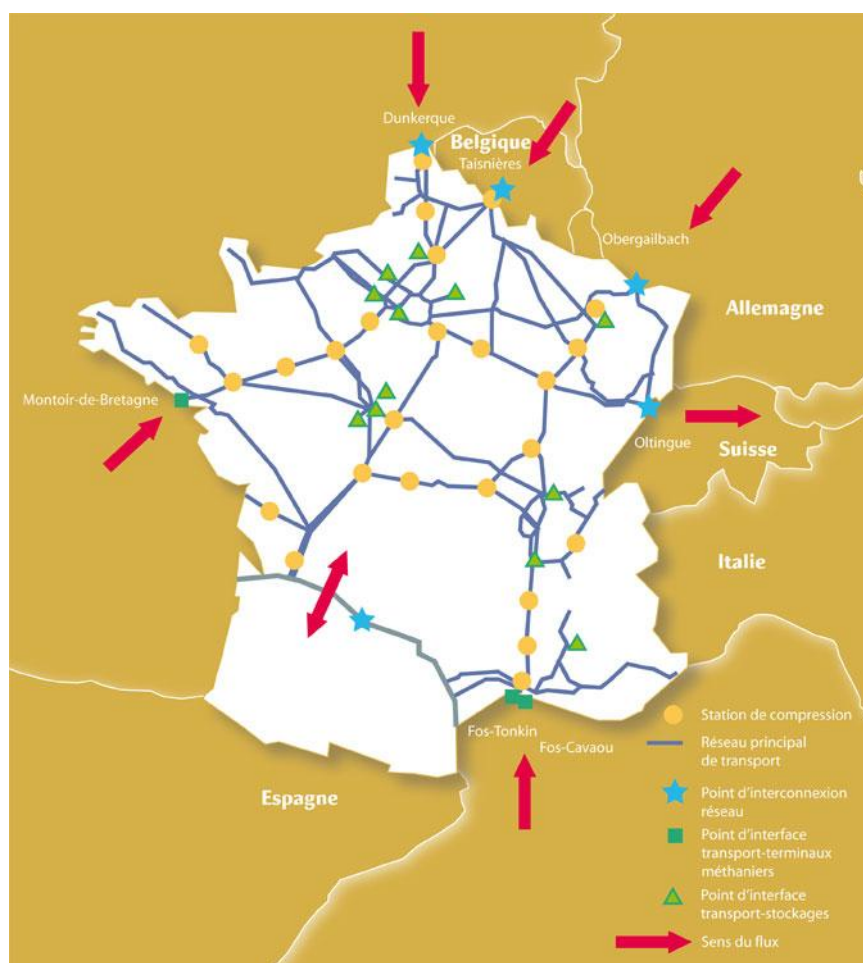 Dunkerque
Belgique
Taisnières
Obergailbach
Allemagne
Montoir-de-Bretagne
Oltingue
Suisse
Italie
Fos-Tonkin
Fos-Cavaou
Espagne
Station de compression
Réseau principal
de transport
Point d'interconnexion
réseau
Point d'interface
transport-terminaux
méthaniers
Point d'interface
transport-stockages
Sens du flux